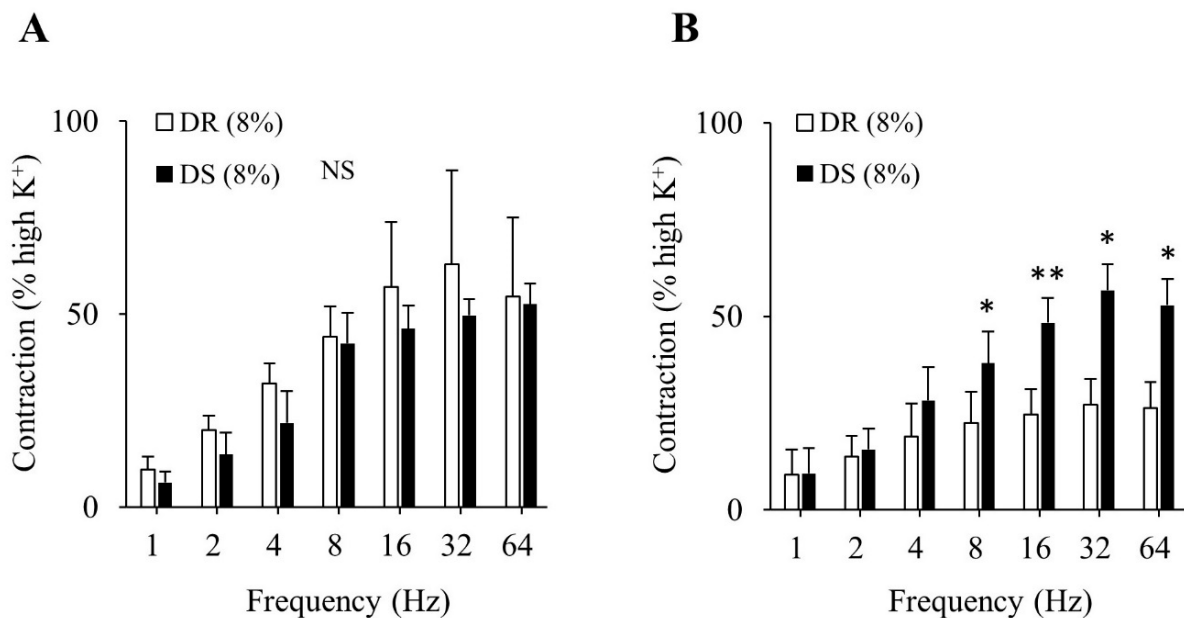 A
100
DR (8%)
DS (8%)
NS
Contraction (% high K⁺)
50
0
1 2 4 8 16 32 64
Frequency (Hz)
B
100
DR (8%)
DS (8%)
Contraction (% high K⁺)
50
0
* ** * *
1 2 4 8 16 32 64
Frequency (Hz)